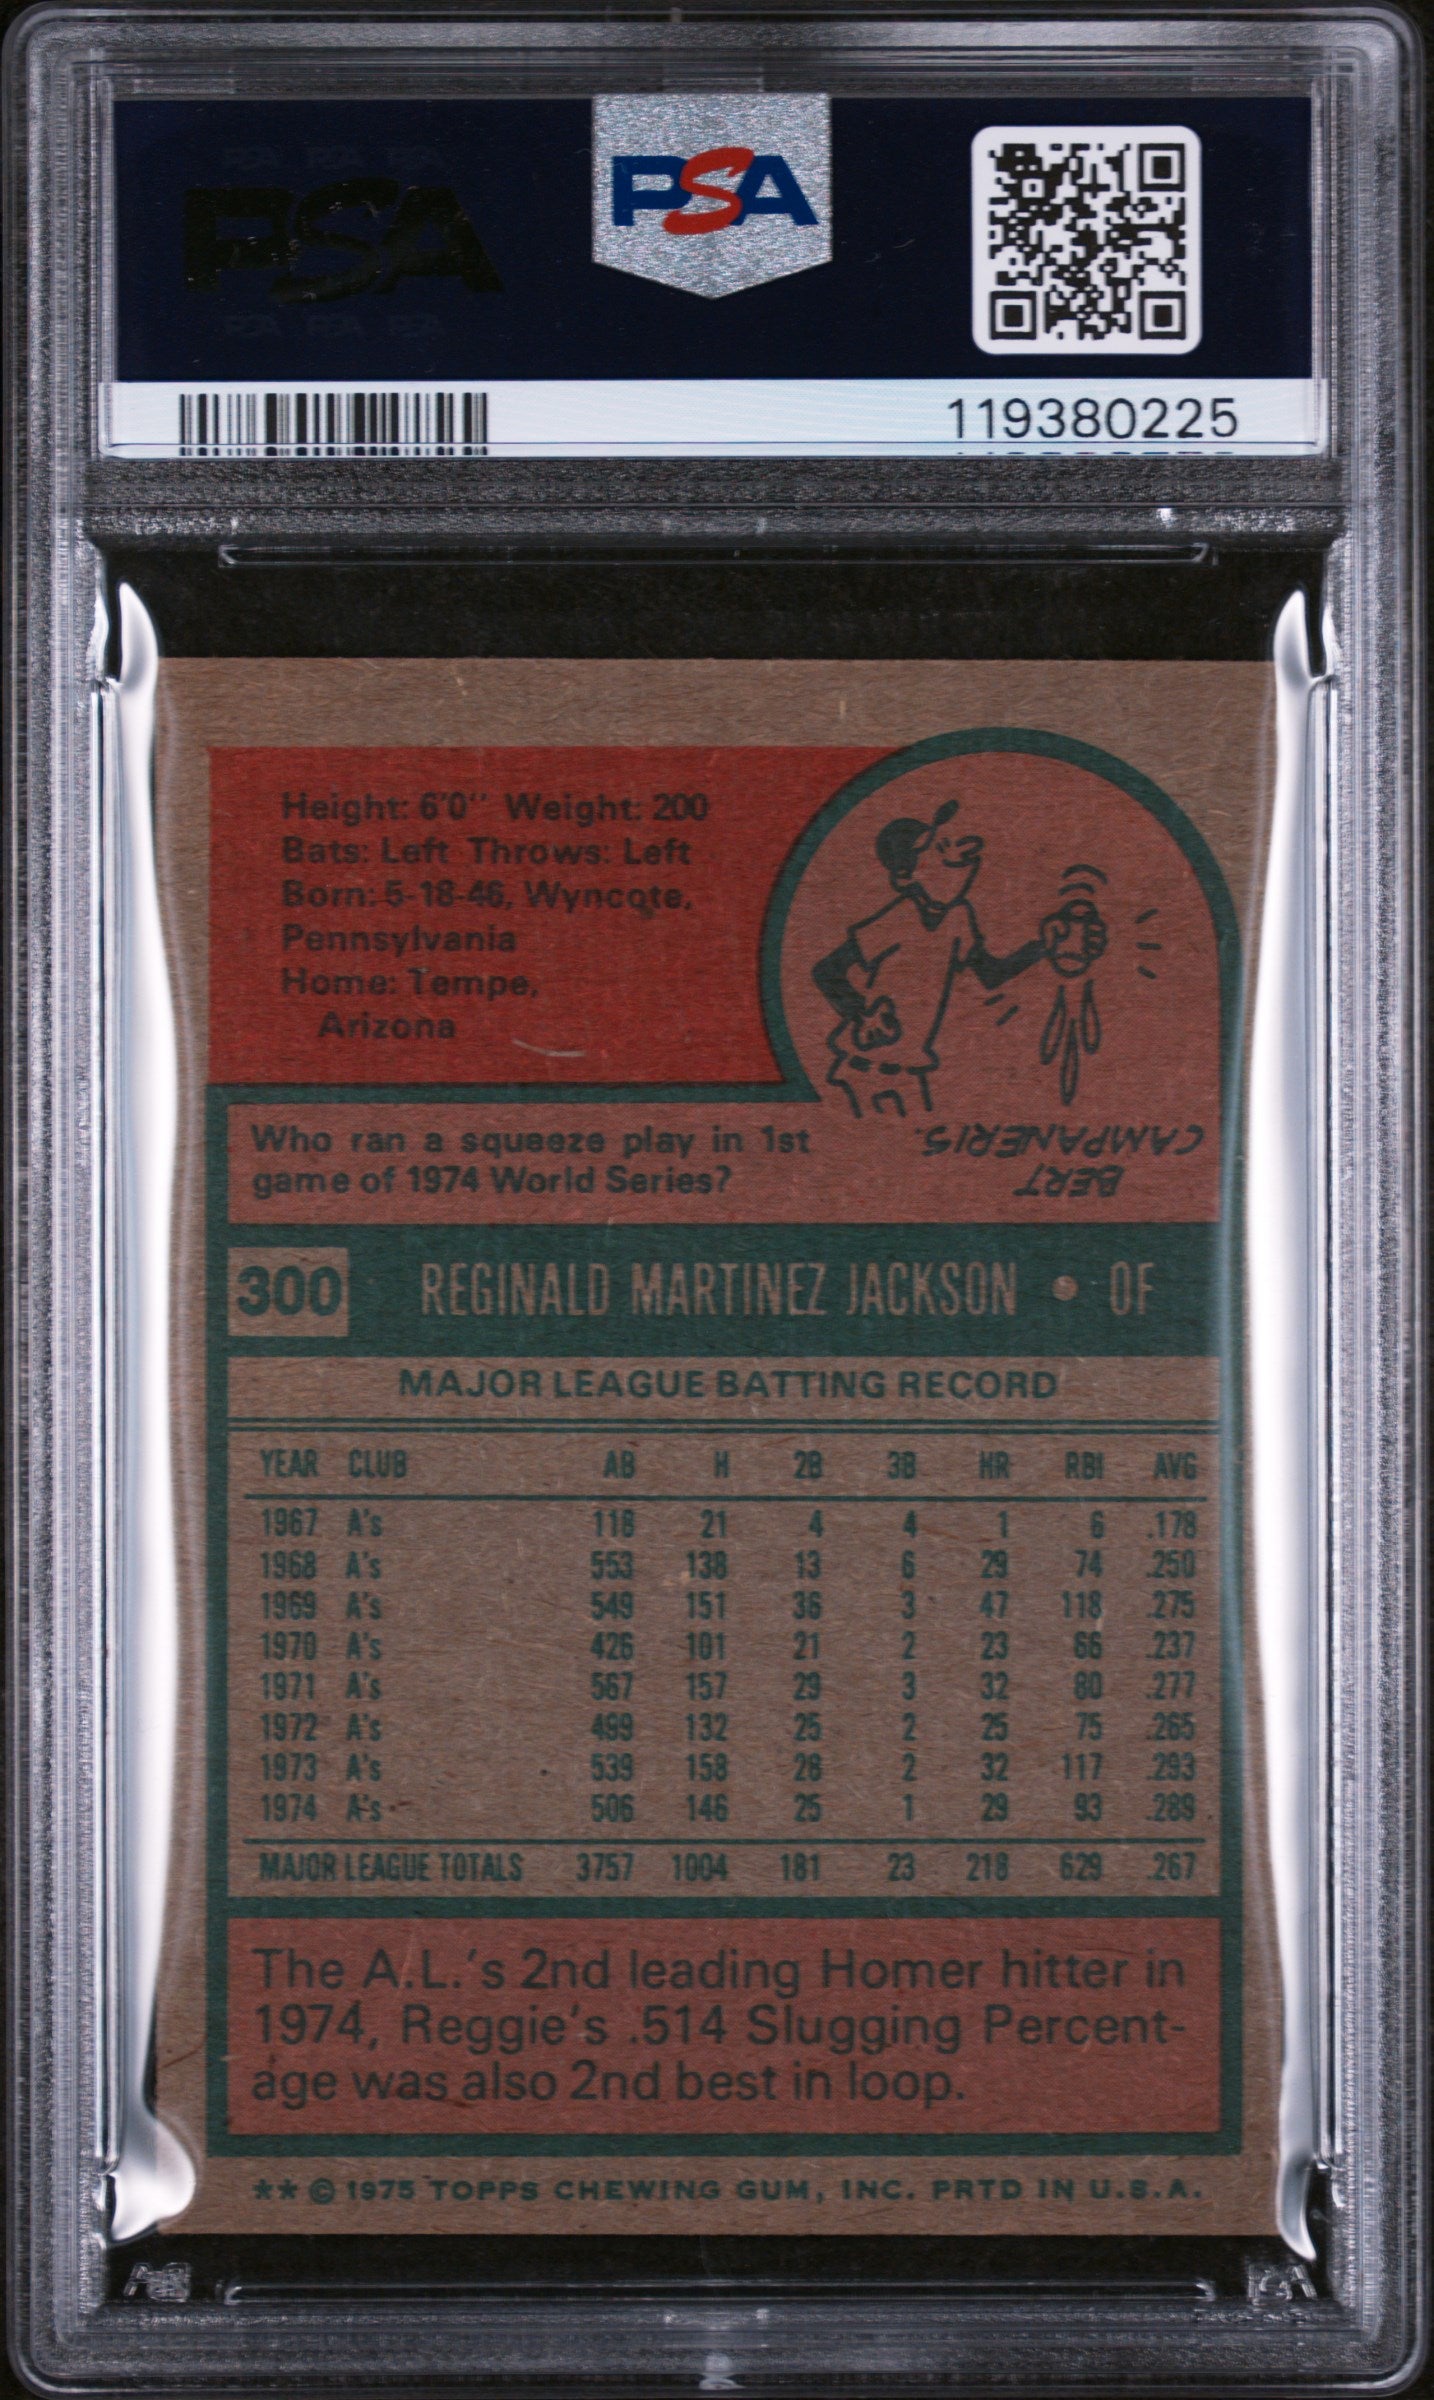 PSA
PSA
119380225
Height: 6'0" Weight: 200
Bats: Left Throws: Left
Born: 5-18-46, Wyncote,
Pennsylvania
Home: Tempe,
Arizona
Who ran a squeeze play in 1st
game of 1974 World Series?
BERT
CAMPANERIS.
300 REGINALD MARTINEZ JACKSON • OF
MAJOR LEAGUE BATTING RECORD
YEAR CLUB AB H 2B 3B HR RBI AVG
1967 A's 118 21 4 4 1 6 .178
1968 A's 553 138 13 6 29 74 .250
1969 A's 549 151 36 3 47 118 .275
1970 A's 426 101 21 2 23 66 .237
1971 A's 567 157 29 3 32 80 .277
1972 A's 499 132 25 2 25 75 .265
1973 A's 539 158 28 2 32 117 .293
1974 A's 506 146 25 1 29 93 .289
MAJOR LEAGUE TOTALS 3757 1004 181 23 218 629 .267
The A.L.'s 2nd leading Homer hitter in
1974, Reggie's .514 Slugging Percent-
age was also 2nd best in loop.
** © 1975 TOPPS CHEWING GUM, INC. PRTD IN U.S.A.